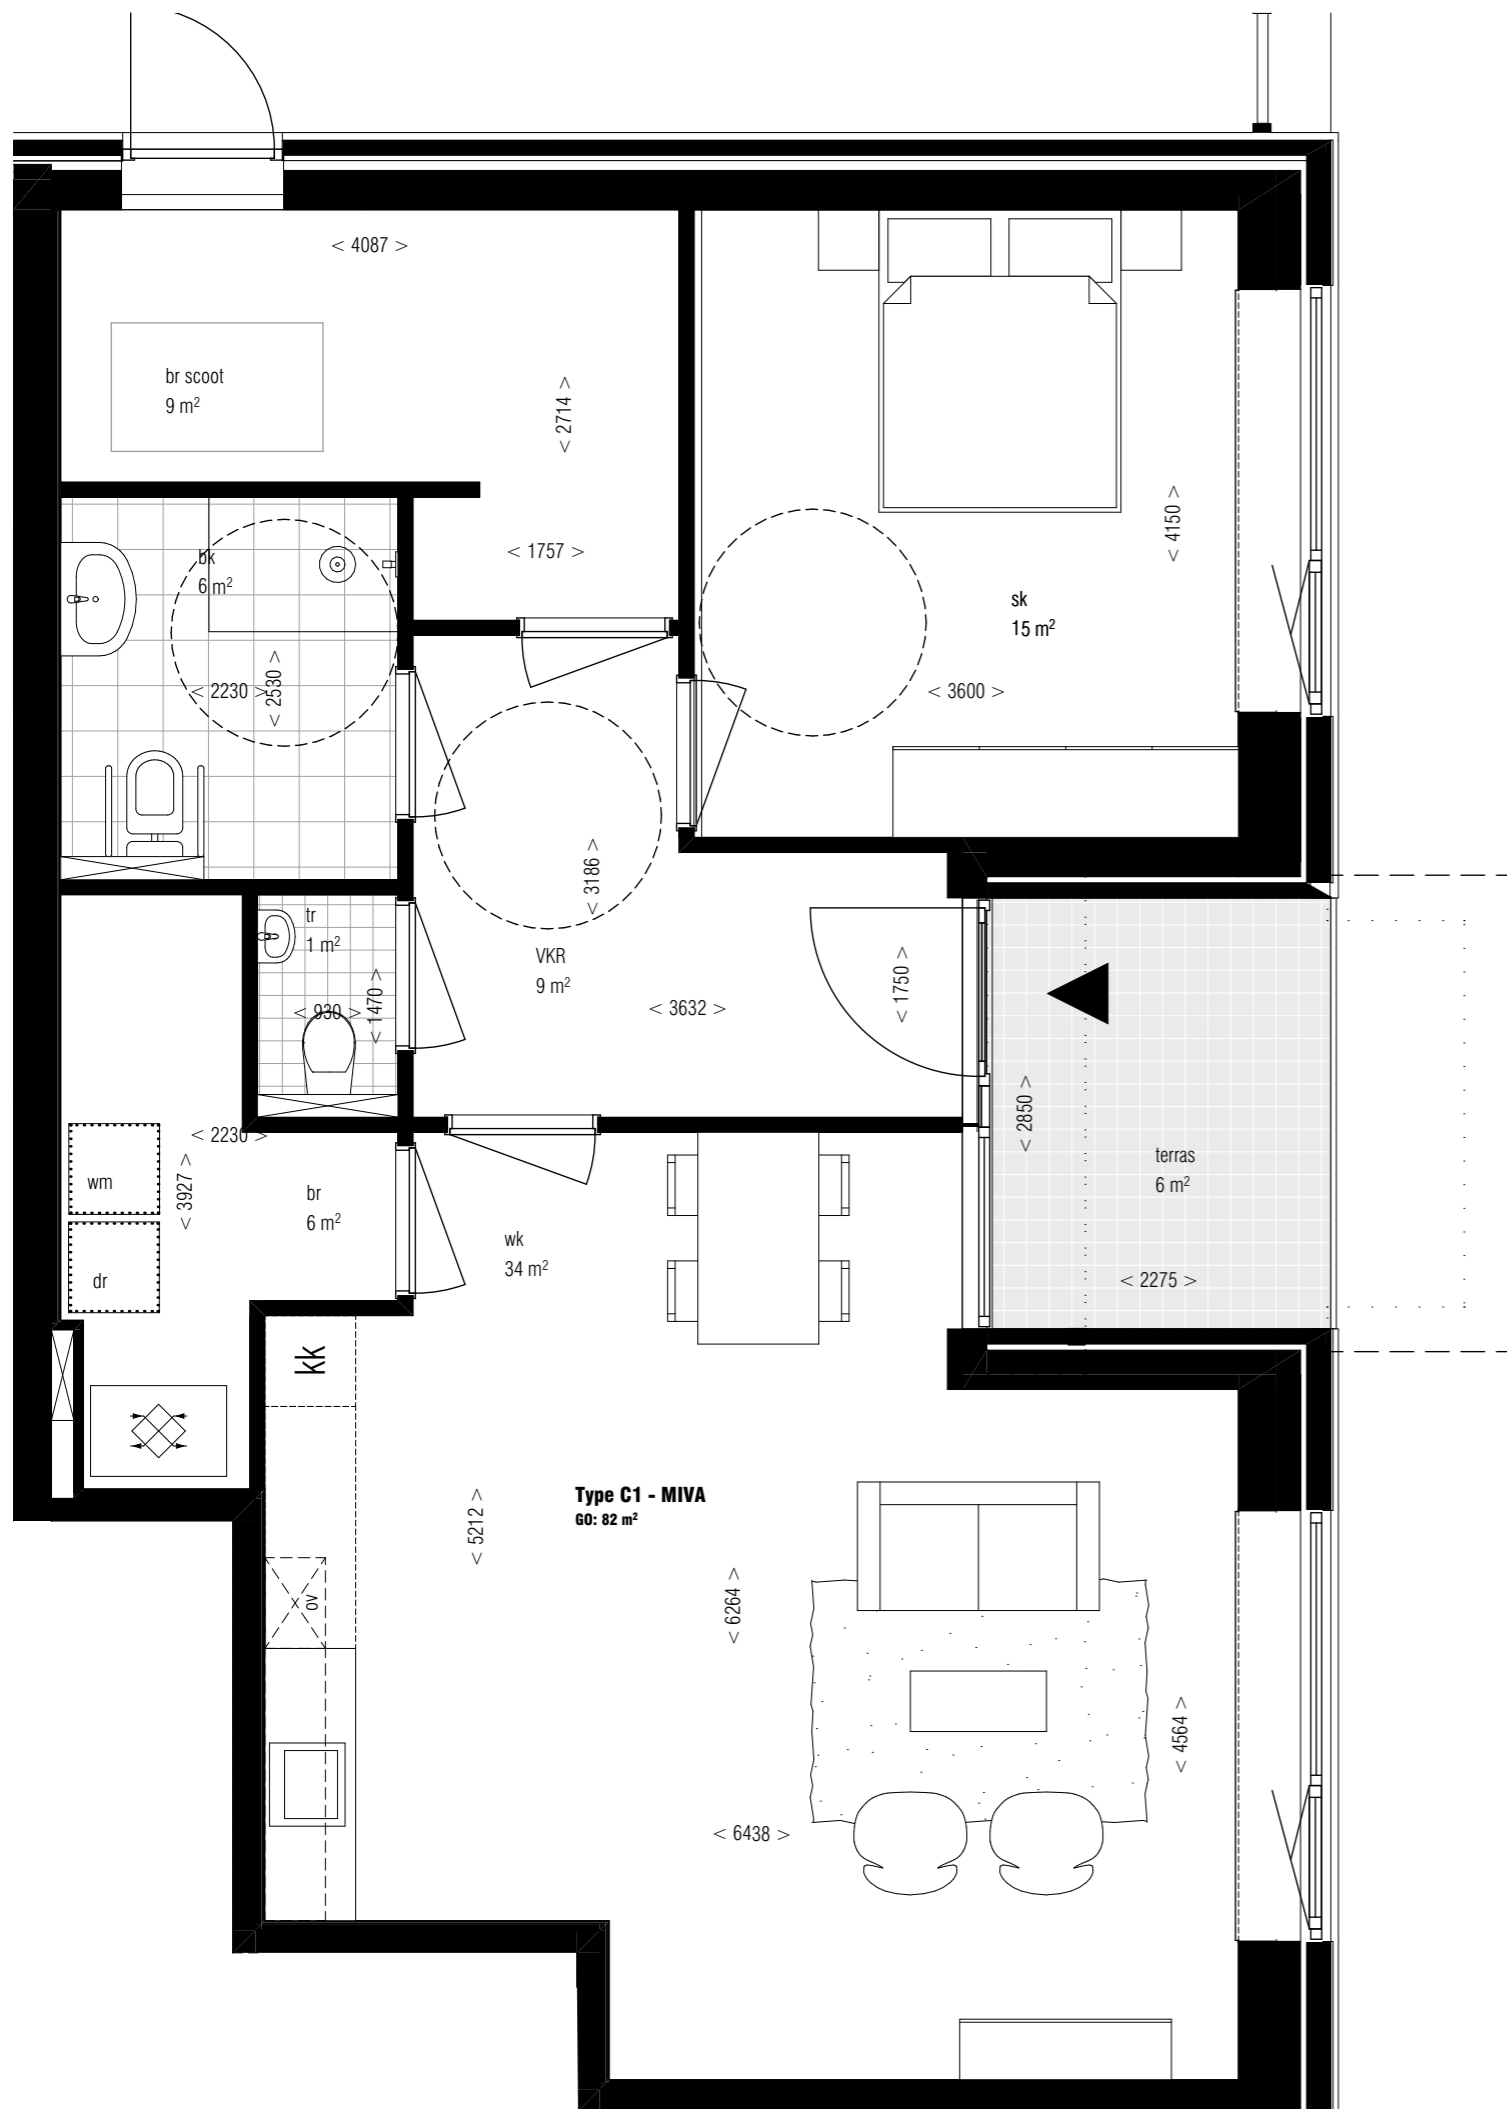 < 4087 >
br scoot
9 m²
< 2714 >
< 1757 >
bk
6 m²
< 2230 >
< 2530 >
< 4150 >
sk
15 m²
< 3600 >
< 3186 >
VKR
9 m²
< 3632 >
< 1750 >
tr
1 m²
< 930 >
< 1470 >
< 2850 >
terras
6 m²
< 2275 >
< 2230 >
< 3927 >
wm
dr
br
6 m²
wk
34 m²
kk
ov
< 5212 >
Type C1 - MIVA
GO: 82 m²
< 6264 >
< 4564 >
< 6438 >